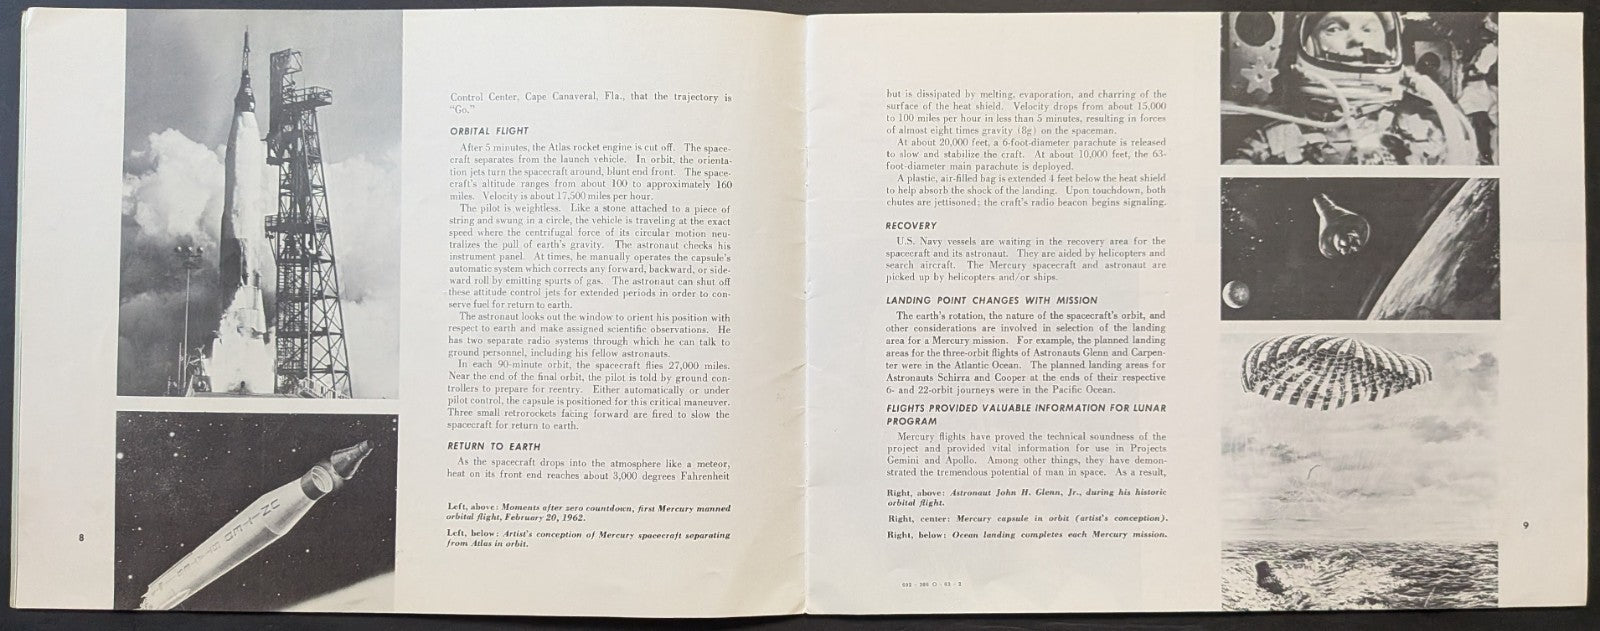 Control Center, Cape Canaveral, Fla., that the trajectory is
"Go."
ORBITAL FLIGHT
After 5 minutes, the Atlas rocket engine is cut off. The space-
craft separates from the launch vehicle. In orbit, the orienta-
tion jets turn the spacecraft around, blunt end front. The space-
craft's altitude ranges from about 100 to approximately 160
miles. Velocity is about 17,500 miles per hour.
The pilot is weightless. Like a stone attached to a piece of
string and swung in a circle, the vehicle is traveling at the exact
speed where the centrifugal force of its circular motion neu-
tralizes the pull of earth's gravity. The astronaut checks his
instrument panel. At times, he manually operates the capsule's
automatic system which corrects any forward, backward, or side-
ward roll by emitting spurts of gas. The astronaut can shut off
these attitude control jets for extended periods in order to con-
serve fuel for return to earth.
The astronaut looks out the window to orient his position with
respect to earth and make assigned scientific observations. He
has two separate radio systems through which he can talk to
ground personnel, including his fellow astronauts.
In each 90-minute orbit, the spacecraft flies 27,000 miles.
Near the end of the final orbit, the pilot is told by ground con-
trollers to prepare for reentry. Either automatically or under
pilot control, the capsule is positioned for this critical maneuver.
Three small retrorockets facing forward are fired to slow the
spacecraft for return to earth.
RETURN TO EARTH
As the spacecraft drops into the atmosphere like a meteor,
heat on its front end reaches about 3,000 degrees Fahrenheit
Left, above: Moments after zero countdown, first Mercury manned
orbital flight, February 20, 1962.
Left, below: Artist's conception of Mercury spacecraft separating
from Atlas in orbit.
8
UNITED STATES
but is dissipated by melting, evaporation, and charring of the
surface of the heat shield. Velocity drops from about 15,000
to 100 miles per hour in less than 5 minutes, resulting in forces
of almost eight times gravity (8g) on the spaceman.
At about 20,000 feet, a 6-foot-diameter parachute is released
to slow and stabilize the craft. At about 10,000 feet, the 63-
foot-diameter main parachute is deployed.
A plastic, air-filled bag is extended 4 feet below the heat shield
to help absorb the shock of the landing. Upon touchdown, both
chutes are jettisoned; the craft's radio beacon begins signaling.
RECOVERY
U.S. Navy vessels are waiting in the recovery area for the
spacecraft and its astronaut. They are aided by helicopters and
search aircraft. The Mercury spacecraft and astronaut are
picked up by helicopters and/or ships.
LANDING POINT CHANGES WITH MISSION
The earth's rotation, the nature of the spacecraft's orbit, and
other considerations are involved in selection of the landing
area for a Mercury mission. For example, the planned landing
areas for the three-orbit flights of Astronauts Glenn and Carpen-
ter were in the Atlantic Ocean. The planned landing areas for
Astronauts Schirra and Cooper at the ends of their respective
6- and 22-orbit journeys were in the Pacific Ocean.
FLIGHTS PROVIDED VALUABLE INFORMATION FOR LUNAR
PROGRAM
Mercury flights have proved the technical soundness of the
project and provided vital information for use in Projects
Gemini and Apollo. Among other things, they have demon-
strated the tremendous potential of man in space. As a result,
Right, above: Astronaut John H. Glenn, Jr., during his historic
orbital flight.
Right, center: Mercury capsule in orbit (artist's conception).
Right, below: Ocean landing completes each Mercury mission.
9